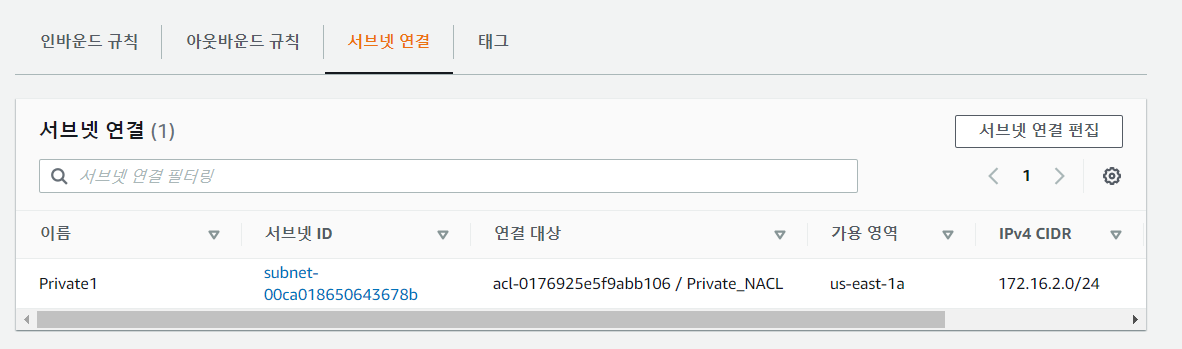 인바운드 규칙 아웃바운드 규칙 서브넷 연결 태그
서브넷 연결 (1) 서브넷 연결 편집
서브넷 연결 필터링 1
이름 서브넷 ID 연결 대상 가용 영역 IPv4 CIDR
Private1 subnet-
00ca018650643678b acl-0176925e5f9abb106 / Private_NACL us-east-1a 172.16.2.0/24